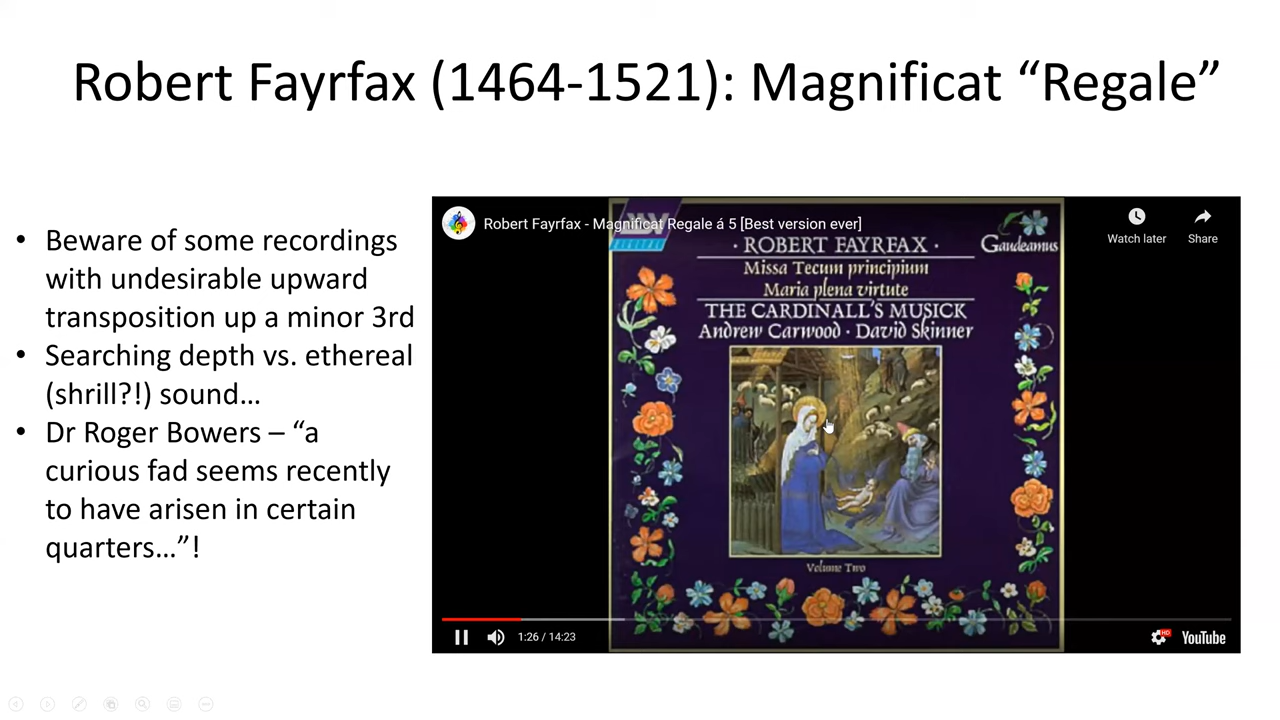 Robert Fayrfax (1464-1521): Magnificat “Regale”
• Beware of some recordings
with undesirable upward
transposition up a minor 3rd
• Searching depth vs. ethereal
(shrill?!) sound…
• Dr Roger Bowers – “a
curious fad seems recently
to have arisen in certain
quarters…”!
Robert Fayrfax - Magnificat Regale á 5 [Best version ever]
Watch later
Share
· ROBERT FAYRFAX ·
Gaudeamus
Missa Tecum principium
Maria plena virtute
THE CARDINALL'S MUSICK
Andrew Carwood · David Skinner
Volume Two
1:26 / 14:23
HD
YouTube